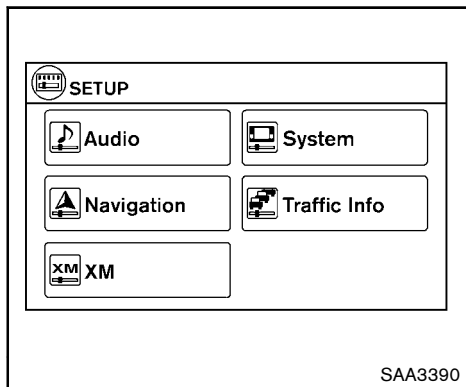 SETUP
Audio
System
Navigation
Traffic Info
XM XM
SAA3390